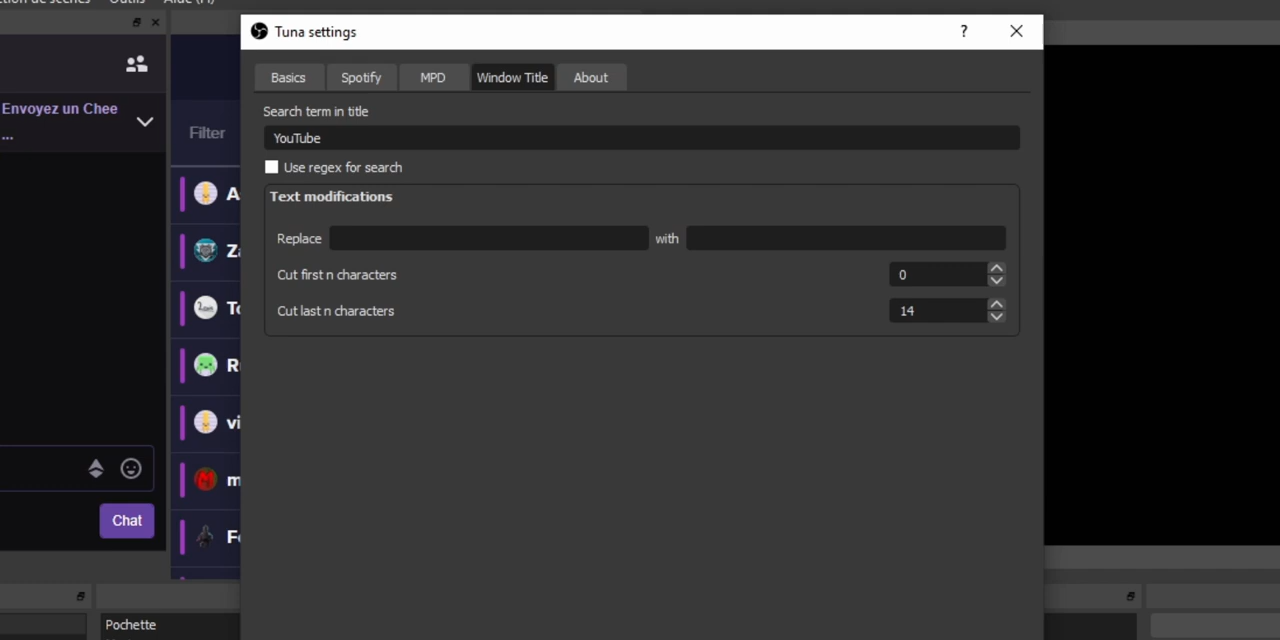 Outils Aide (H)
Tuna settings
?
Basics Spotify MPD Window Title About
Envoyez un Chee
...
Search term in title
Filter
YouTube
Use regex for search
Text modifications
Replace with
Cut first n characters 0
Cut last n characters 14
Chat
Pochette